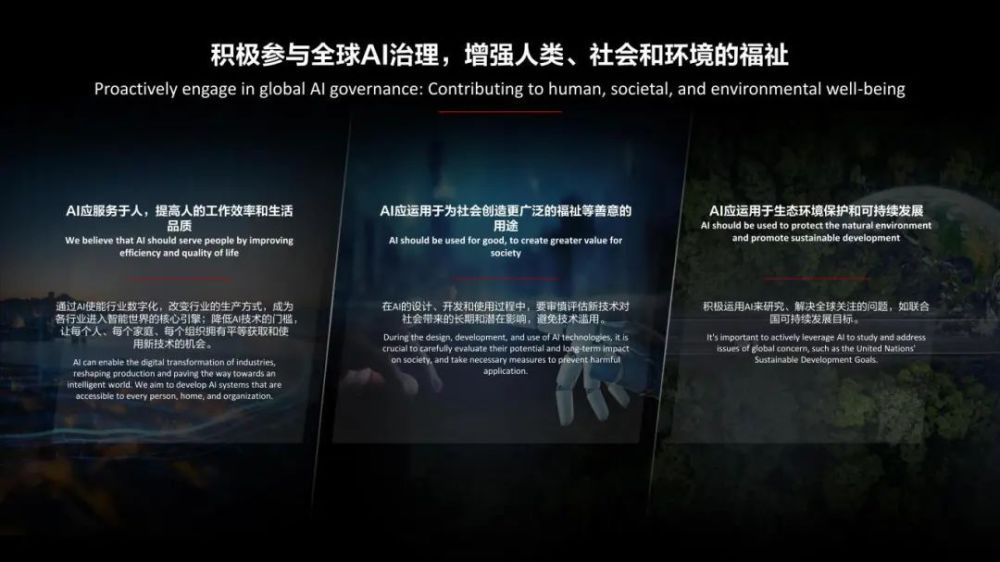 积极参与全球AI治理，增强人类、社会和环境的福祉
Proactively engage in global AI governance: Contributing to human, societal, and environmental well-being
AI应服务于人，提高人的工作效率和生活
品质
We believe that AI should serve people by improving
efficiency and quality of life
通过AI使能行业数字化，改变行业的生产方式，成为
各行业进入智能世界的核心引擎；降低AI技术的门槛，
让每个人、每个家庭、每个组织拥有平等获取和使
用新技术的机会。
AI can enable the digital transformation of industries,
reshaping production and paving the way towards an
intelligent world. We aim to develop AI systems that are
accessible to every person, home, and organization.
AI应运用于为社会创造更广泛的福祉等善意的
用途
AI should be used for good, to create greater value for
society
在AI的设计、开发和使用过程中，要审慎评估新技术对
社会带来的长期和潜在影响，避免技术滥用。
During the design, development, and use of AI technologies, it is
crucial to carefully evaluate their potential and long-term impact
on society, and take necessary measures to prevent harmful
application.
AI应运用于生态环境保护和可持续发展
AI should be used to protect the natural environment
and promote sustainable development
积极运用AI来研究、解决全球关注的问题，如联合
国可持续发展目标。
It's important to actively leverage AI to study and address
issues of global concern, such as the United Nations'
Sustainable Development Goals.